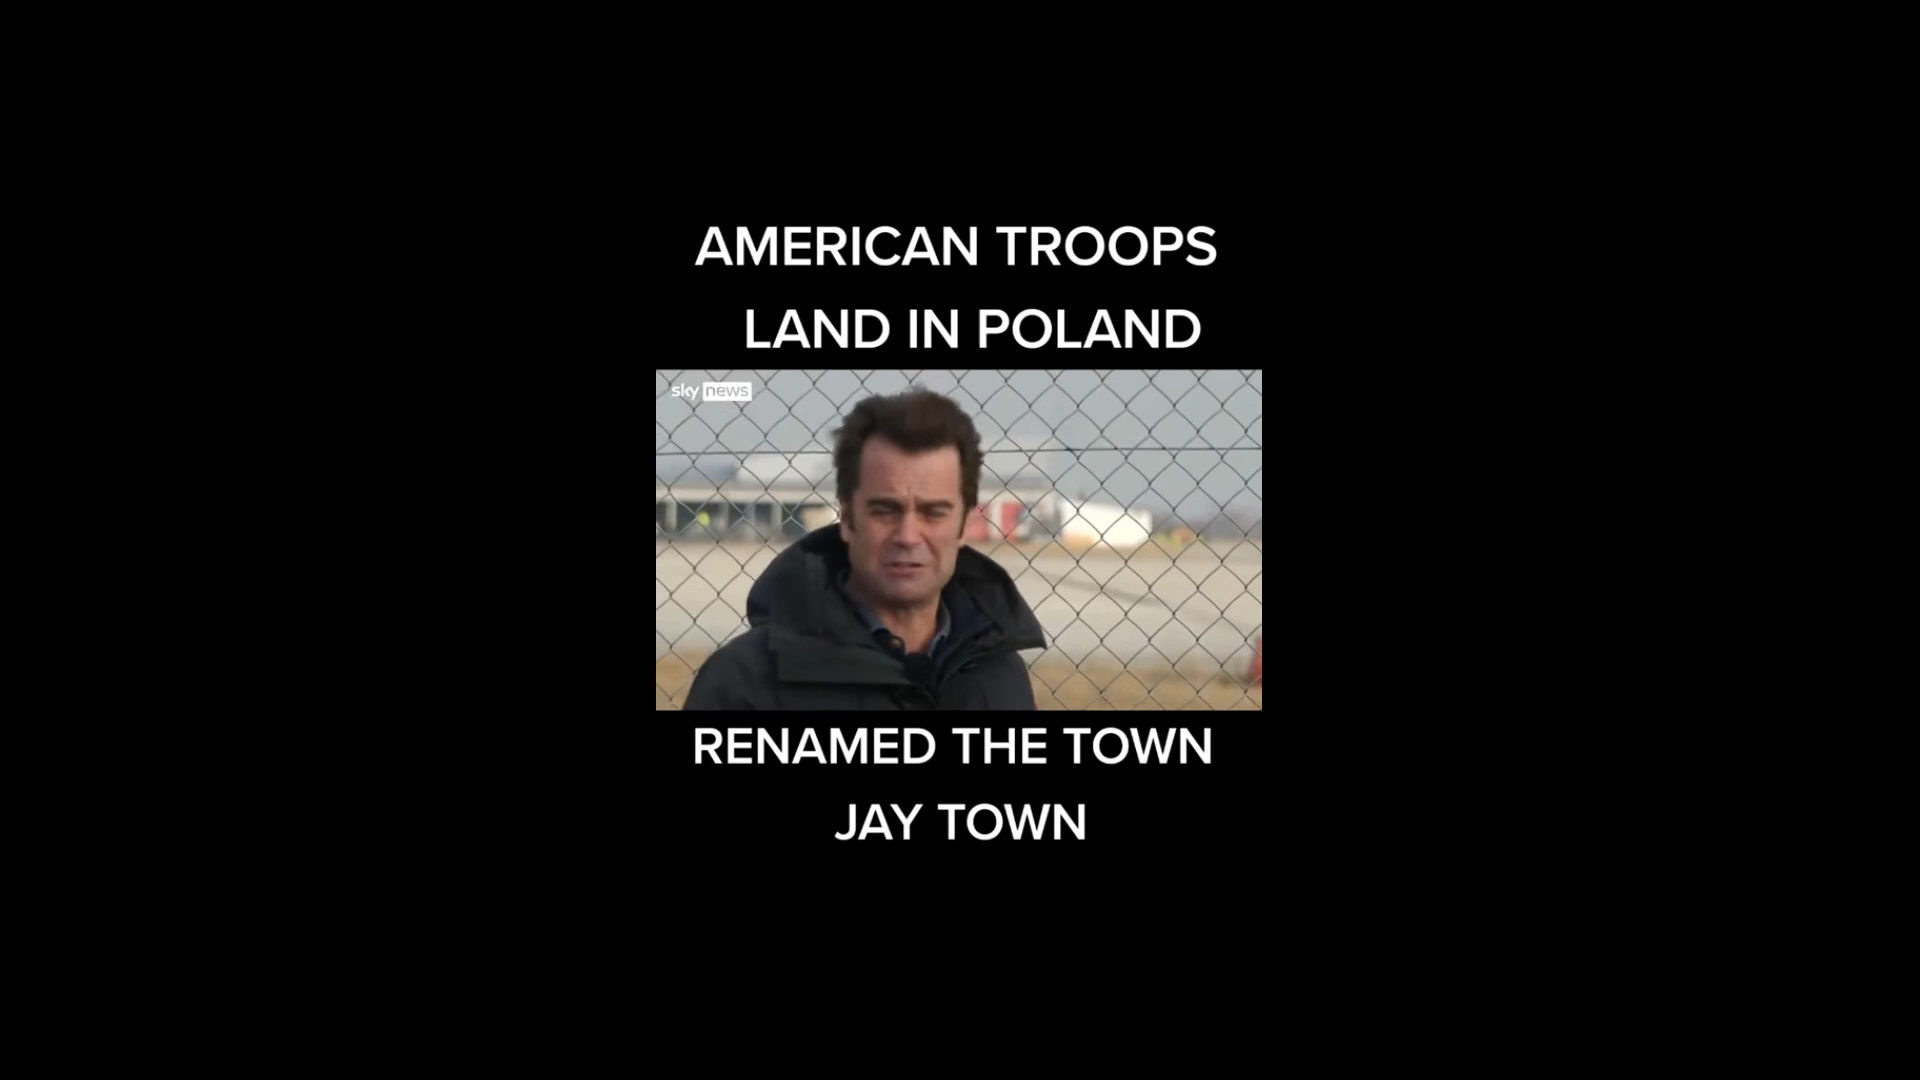 AMERICAN TROOPS
LAND IN POLAND
sky news
RENAMED THE TOWN
JAY TOWN